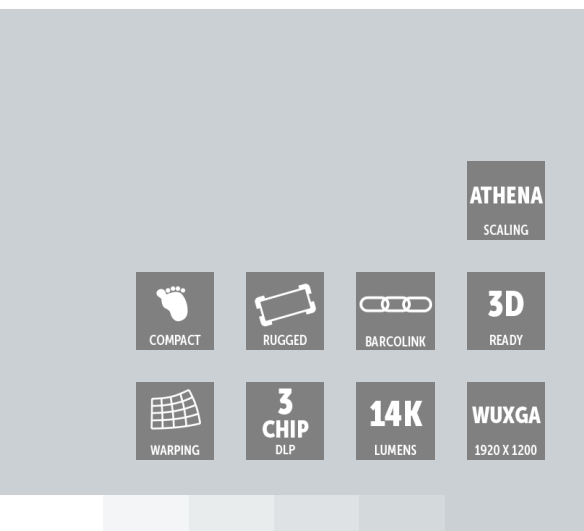 ATHENA
SCALING
COMPACT
RUGGED
BARCOLINK
3D
READY
WARPING
3
CHIP
DLP
14K
LUMENS
WUXGA
1920 X 1200